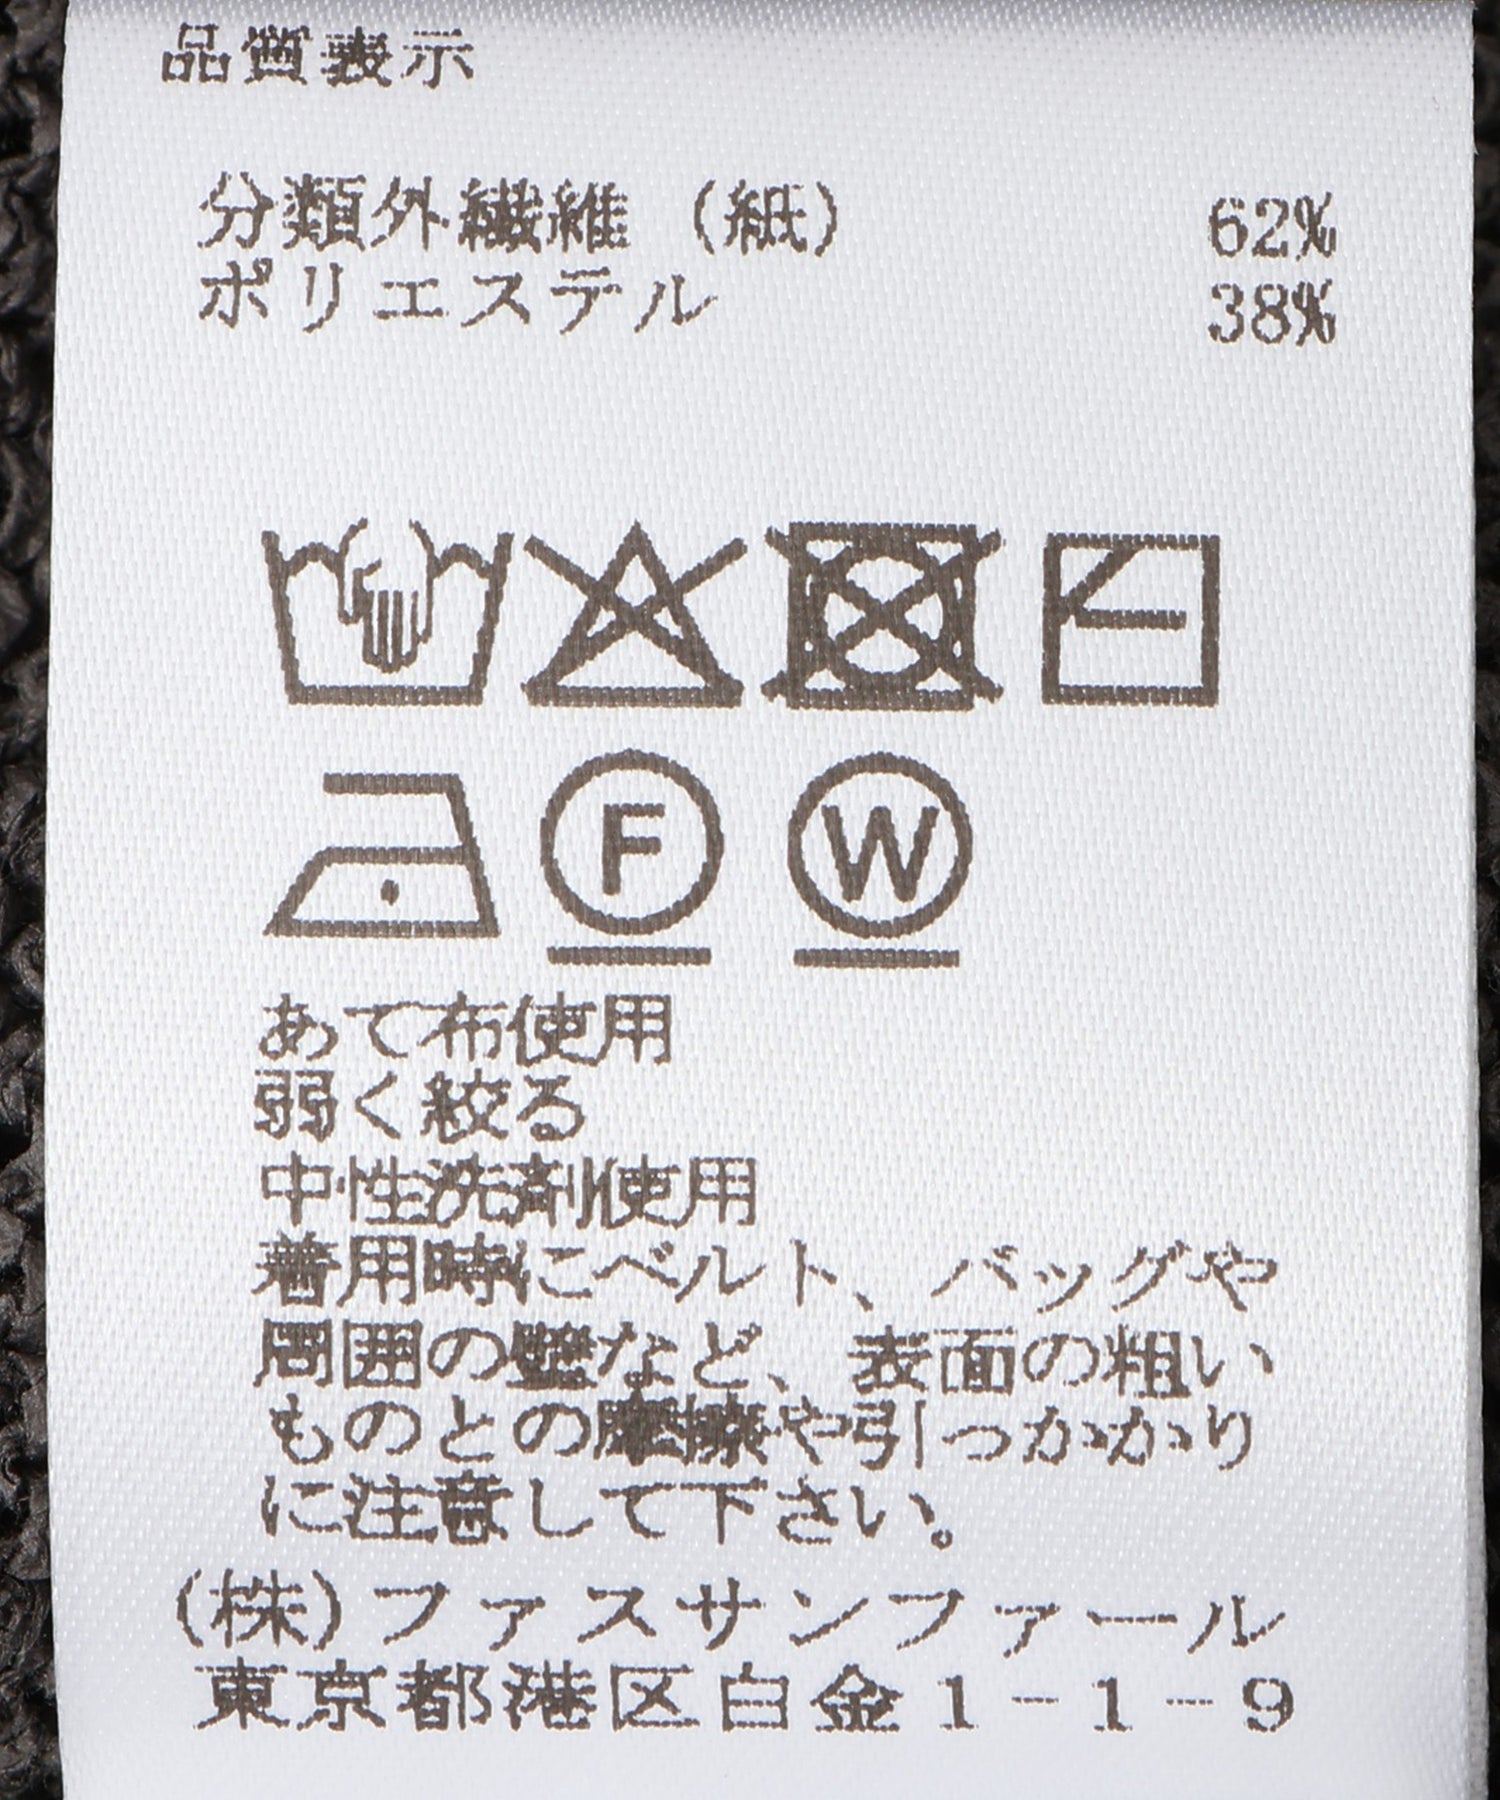 品質表示
分類外繊維（紙） 62%
ポリエステル 38%
F W
あて布使用
弱く絞る
中性洗剤使用
着用時にベルト、バッグや
周囲の壁など、表面の粗い
ものとの摩擦や引っかかり
に注意して下さい。
(株)ファスサンファール
東京都港区白金1-1-9